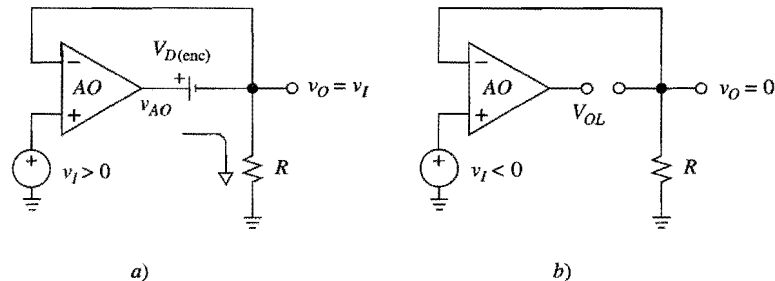 V_D(enc)
−
+
AO
v_AO
v_O = v_I
+
+
v_I > 0
R
a)
−
AO
V_OL
v_O = 0
+
+
v_I < 0
R
b)